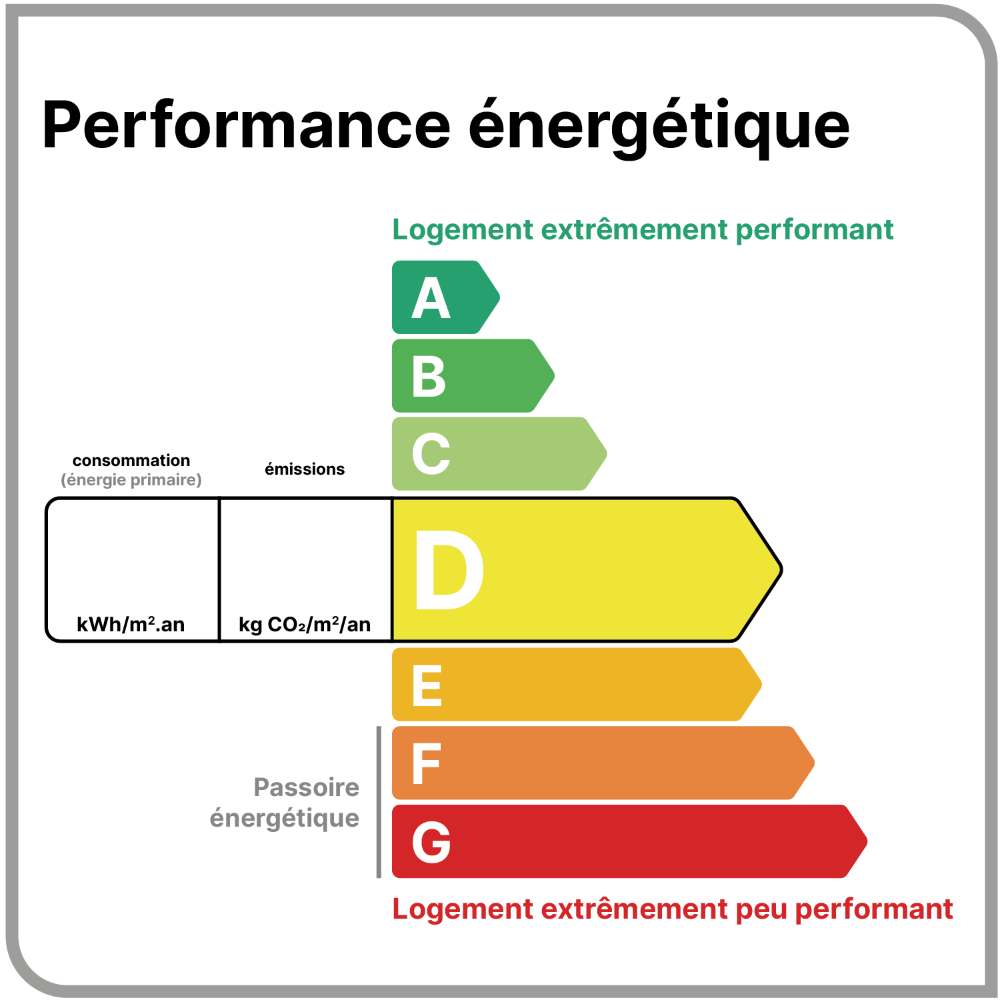 Performance énergétique
Logement extrêmement performant
A
B
C
consommation
(énergie primaire)
émissions
D
kWh/m².an
kg CO₂/m²/an
E
F
Passoire
énergétique
G
Logement extrêmement peu performant